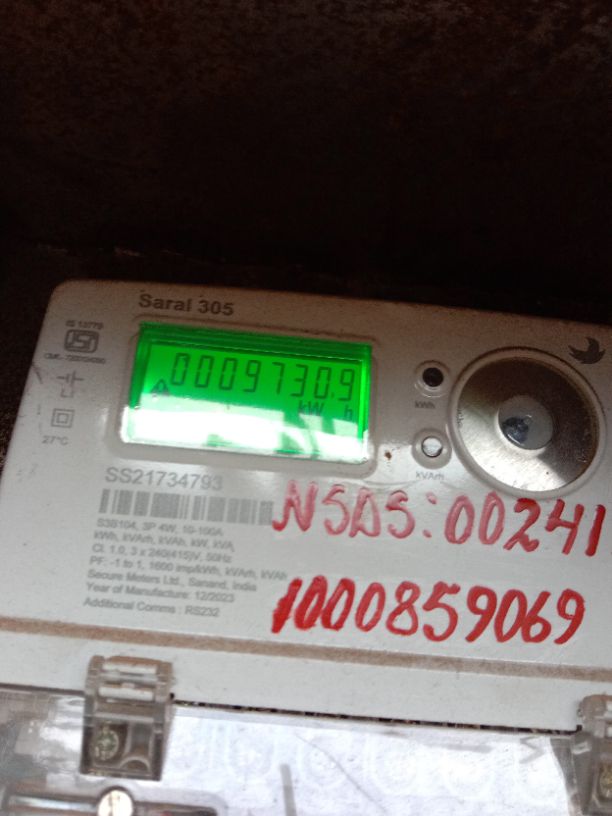 Saral 305
IS 13779
ISI
0009730.9
kW h
kWh
kVArh
27°C
SS21734793
S3B104, 3P 4W, 10-100A
kWh, kVArh, kVAh, kW, kVA
Cl. 1.0, 3 x 240(415)V, 50Hz
PF: -1 to 1, 1600 imp/kWh, kVArh, kVAh
Secure Meters Ltd., Sanand, India
Year of Manufacture: 12/2023
Additional Comms : RS232
NSDS:00241
1000859069